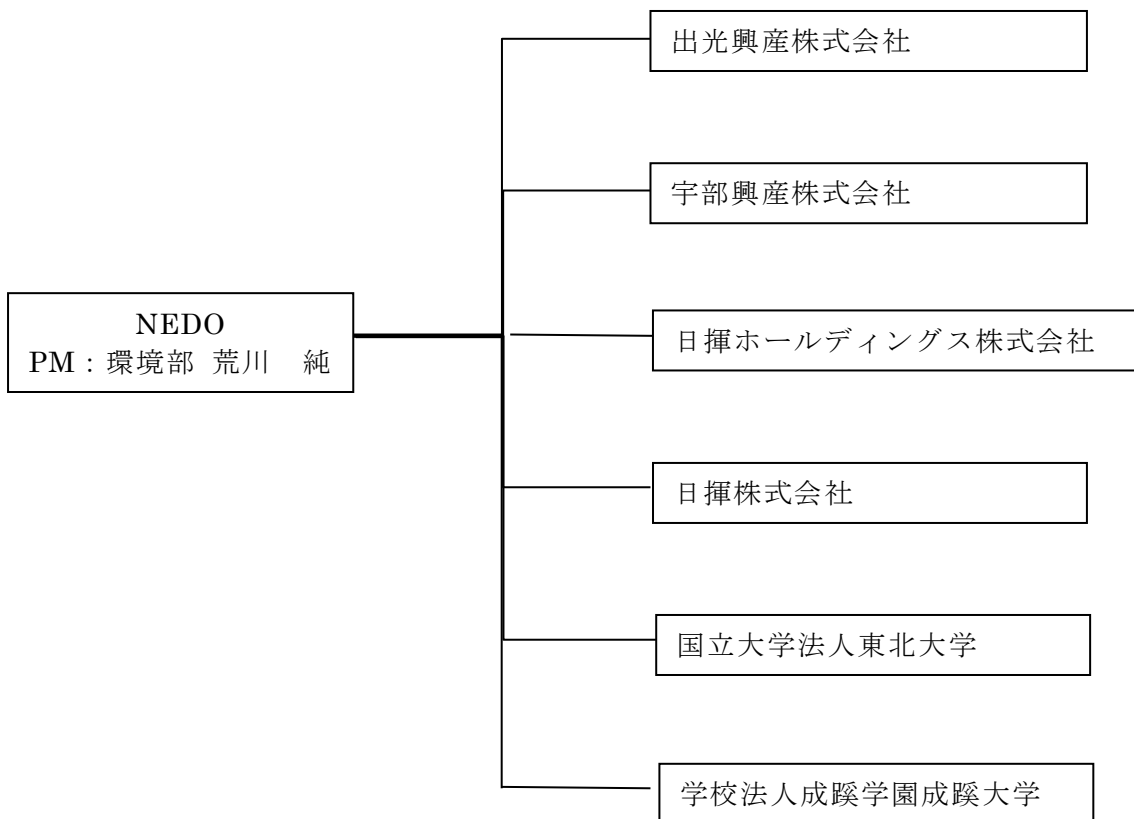 出光興産株式会社
宇部興産株式会社
NEDO
PM：環境部 荒川　純
日揮ホールディングス株式会社
日揮株式会社
国立大学法人東北大学
学校法人成蹊学園成蹊大学